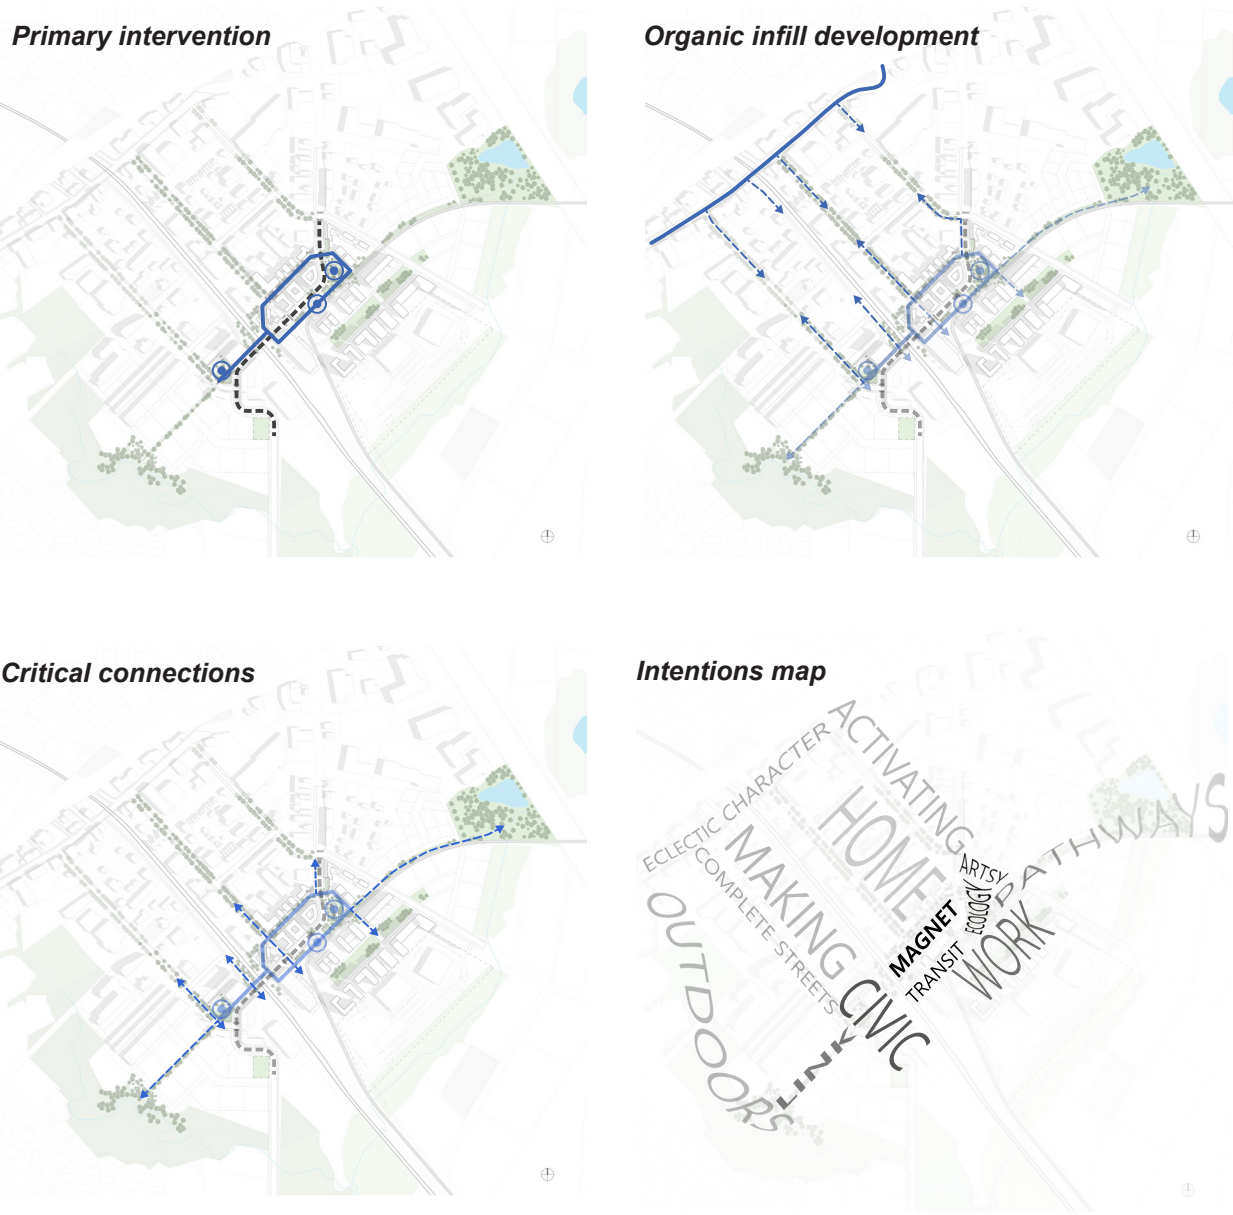 Primary intervention
Organic infill development
Critical connections
Intentions map
ACTIVATING
ECLECTIC CHARACTER
HOME
MAKING
COMPLETE STREETS
OUTDOORS
PATHWAYS
ARTSY
ECOLOGY
MAGNET
WORK
TRANSIT
CIVIC
LINK